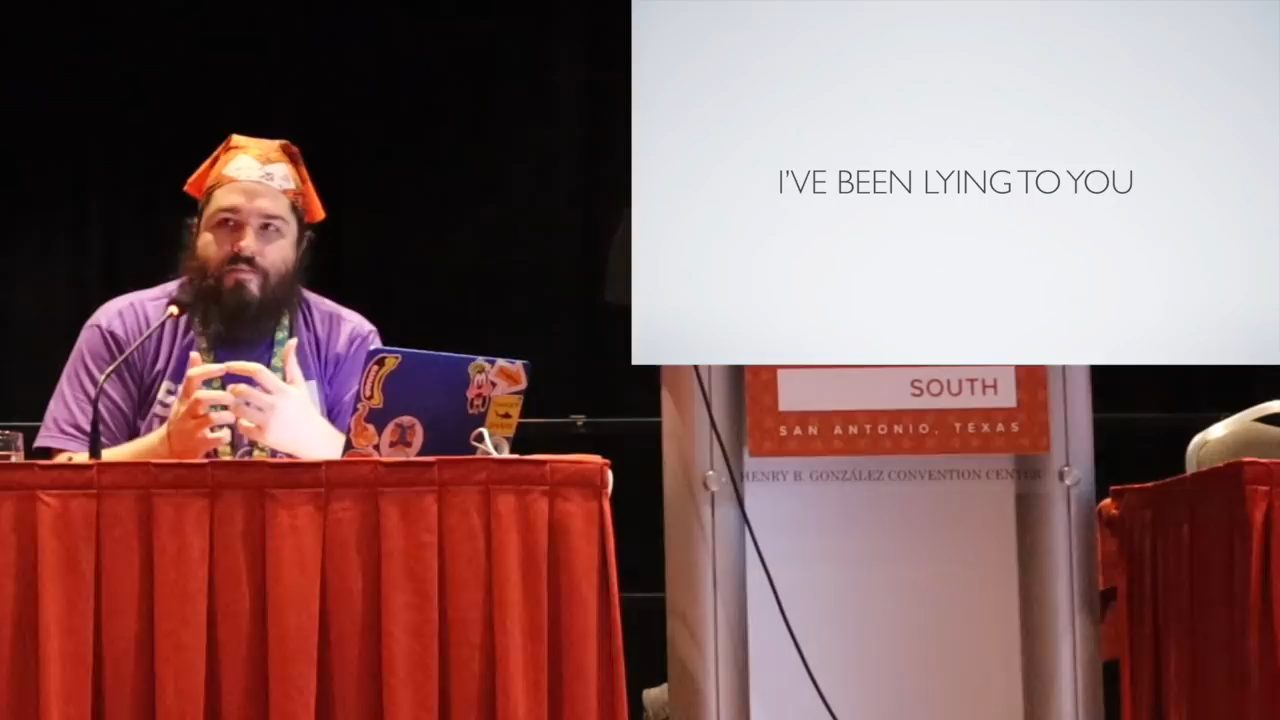 I'VE BEEN LYING TO YOU
SOUTH
SAN ANTONIO, TEXAS
HENRY B. GONZÁLEZ CONVENTION CENTER